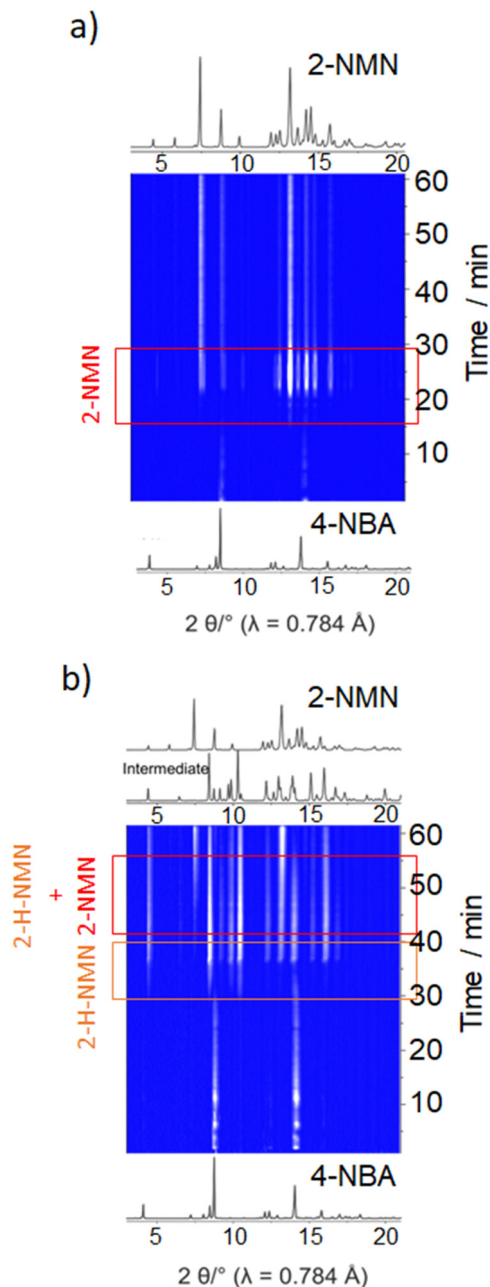 a)
2-NMN
5 10 15 20
60
50
40
30
20
10
Time / min
2-NMN
4-NBA
5 10 15 20
2 θ/° (λ = 0.784 Å)
b)
2-NMN
Intermediate
5 10 15 20
60
50
40
30
20
10
Time / min
2-H-NMN
+
2-NMN
2-H-NMN
4-NBA
5 10 15 20
2 θ/° (λ = 0.784 Å)